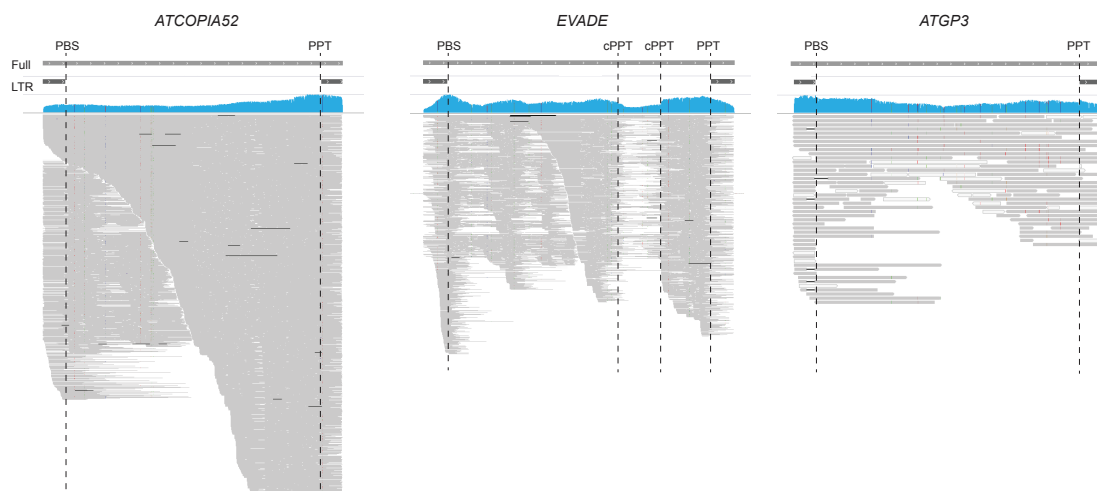 ATCOPIA52 EVADE ATGP3
PBS PPT PBS cPPT cPPT PPT PBS PPT
Full
LTR